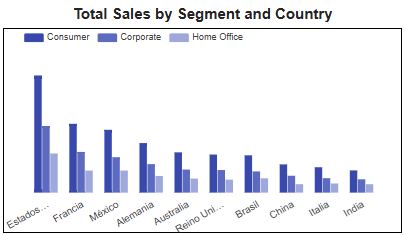 Total Sales by Segment and Country
Consumer Corporate Home Office
Estados... Francia México Alemania Australia Reino Uni... Brasil China Italia India